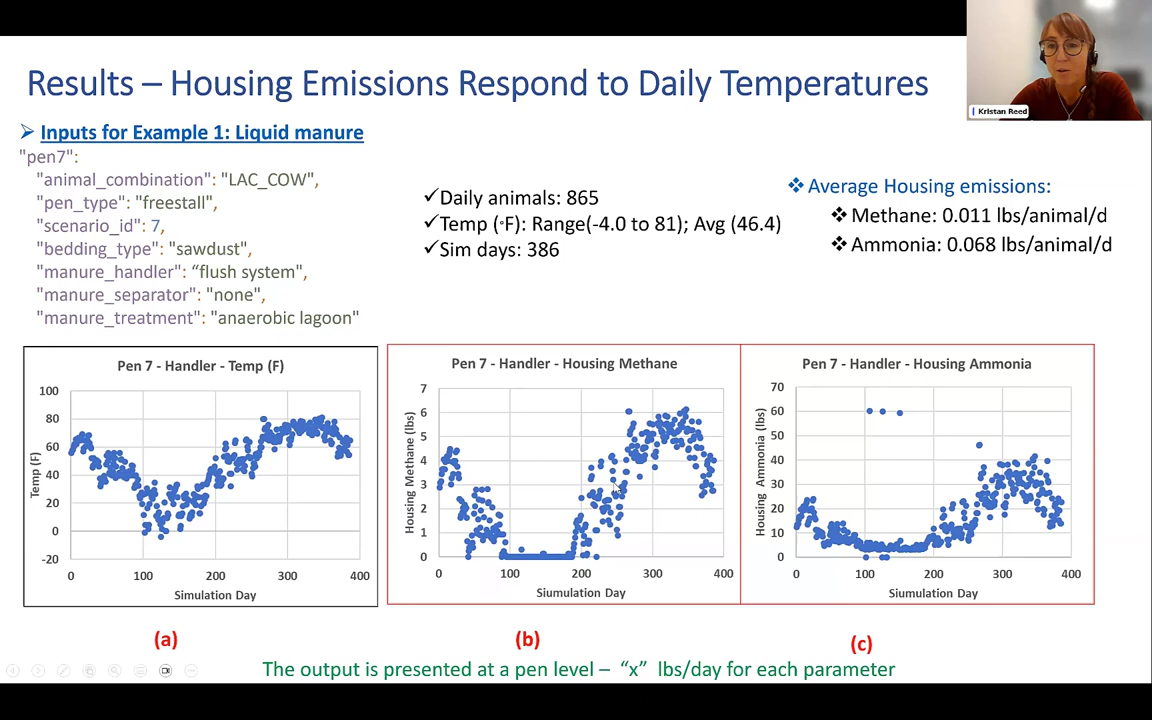 Results – Housing Emissions Respond to Daily Temperatures
Kristan Reed
➢ Inputs for Example 1: Liquid manure
"pen7":
"animal_combination": "LAC_COW",
"pen_type": "freestall",
"scenario_id": 7,
"bedding_type": "sawdust",
"manure_handler": “flush system",
"manure_separator": "none",
"manure_treatment": "anaerobic lagoon"
✓Daily animals: 865
✓Temp (◦F): Range(-4.0 to 81); Avg (46.4)
✓Sim days: 386
❖ Average Housing emissions:
❖ Methane: 0.011 lbs/animal/d
❖ Ammonia: 0.068 lbs/animal/d
Pen 7 - Handler - Temp (F)
100
80
60
40
20
0
-20
Temp (F)
0 100 200 300 400
Simulation Day
Pen 7 - Handler - Housing Methane
7
6
5
4
3
2
1
0
Housing Methane (lbs)
0 100 200 300 400
Siumulation Day
Pen 7 - Handler - Housing Ammonia
70
60
50
40
30
20
10
0
Housing Ammonia (lbs)
0 100 200 300 400
Siumulation Day
(a)
(b)
(c)
The output is presented at a pen level – “x” lbs/day for each parameter